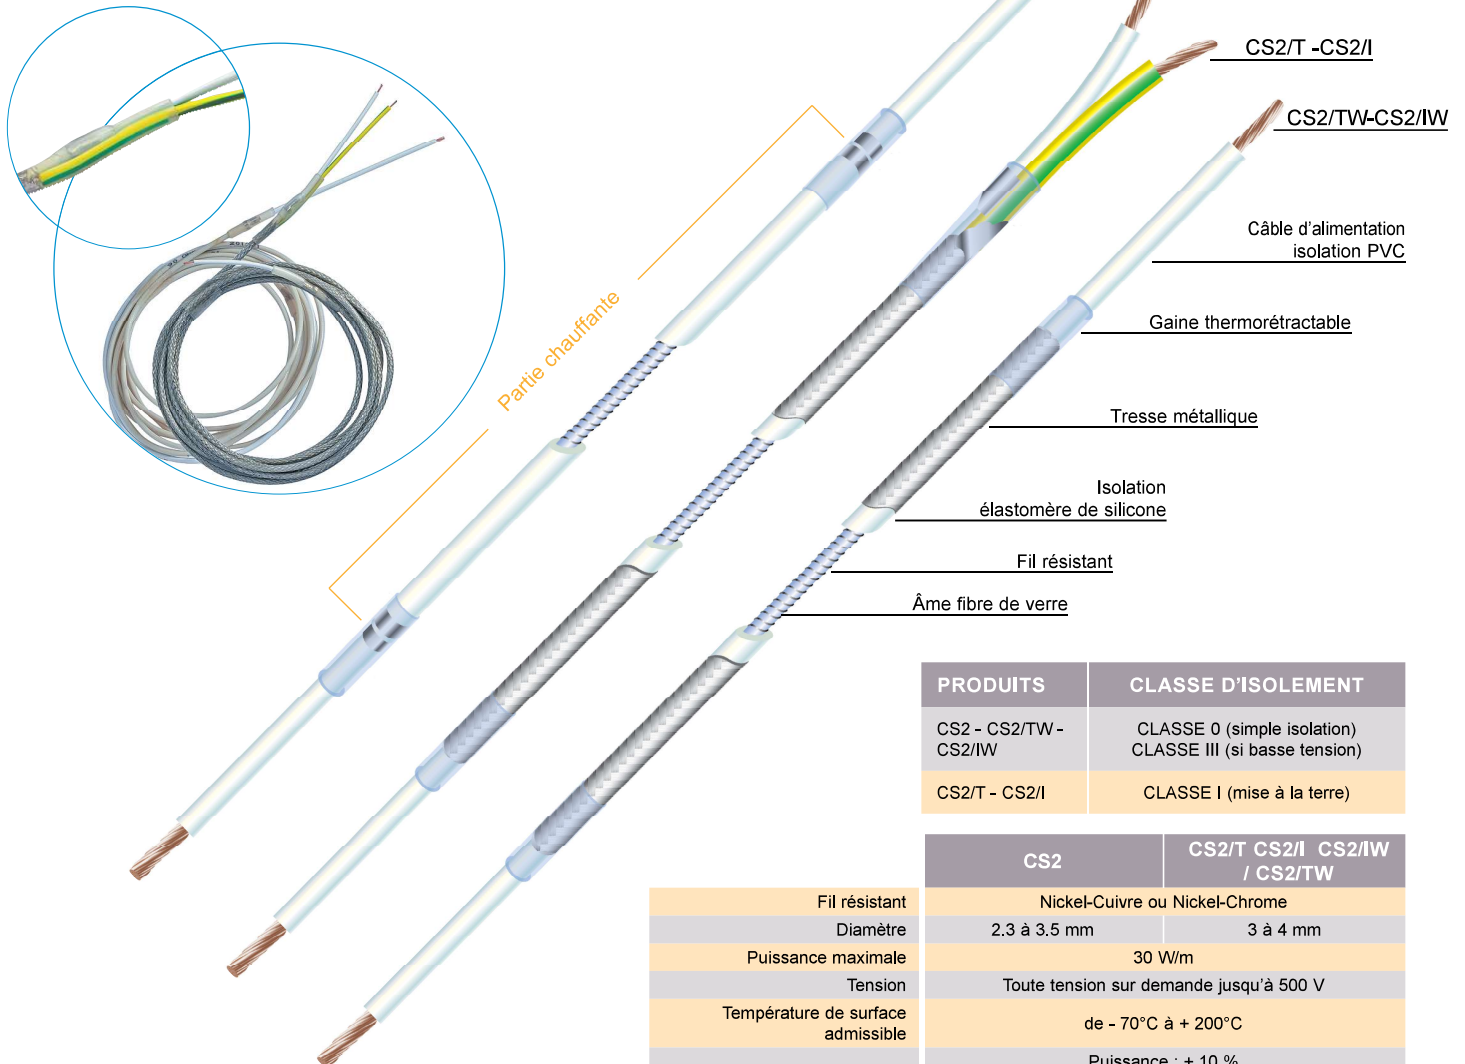 CS2/T -CS2/I
CS2/TW-CS2/IW
Câble d'alimentation
isolation PVC
Gaine thermorétractable
Partie chauffante
Tresse métallique
Isolation
élastomère de silicone
Fil résistant
Âme fibre de verre
PRODUITS CLASSE D'ISOLEMENT
CS2 - CS2/TW - CLASSE 0 (simple isolation)
CS2/IW CLASSE III (si basse tension)
CS2/T - CS2/I CLASSE I (mise à la terre)
CS2 CS2/T CS2/I CS2/IW
/ CS2/TW
Fil résistant Nickel-Cuivre ou Nickel-Chrome
Diamètre 2.3 à 3.5 mm 3 à 4 mm
Puissance maximale 30 W/m
Tension Toute tension sur demande jusqu'à 500 V
Température de surface
admissible de - 70°C à + 200°C
Puissance : ± 10 %